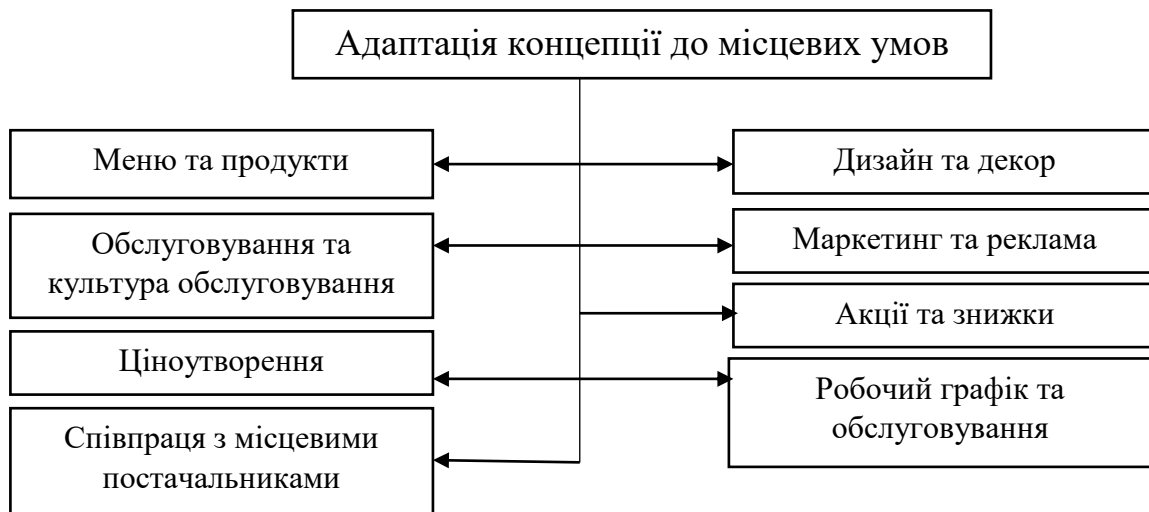 Адаптація концепції до місцевих умов
Меню та продукти
Дизайн та декор
Обслуговування та
культура обслуговування
Маркетинг та реклама
Акції та знижки
Ціноутворення
Робочий графік та
обслуговування
Співпраця з місцевими
постачальниками